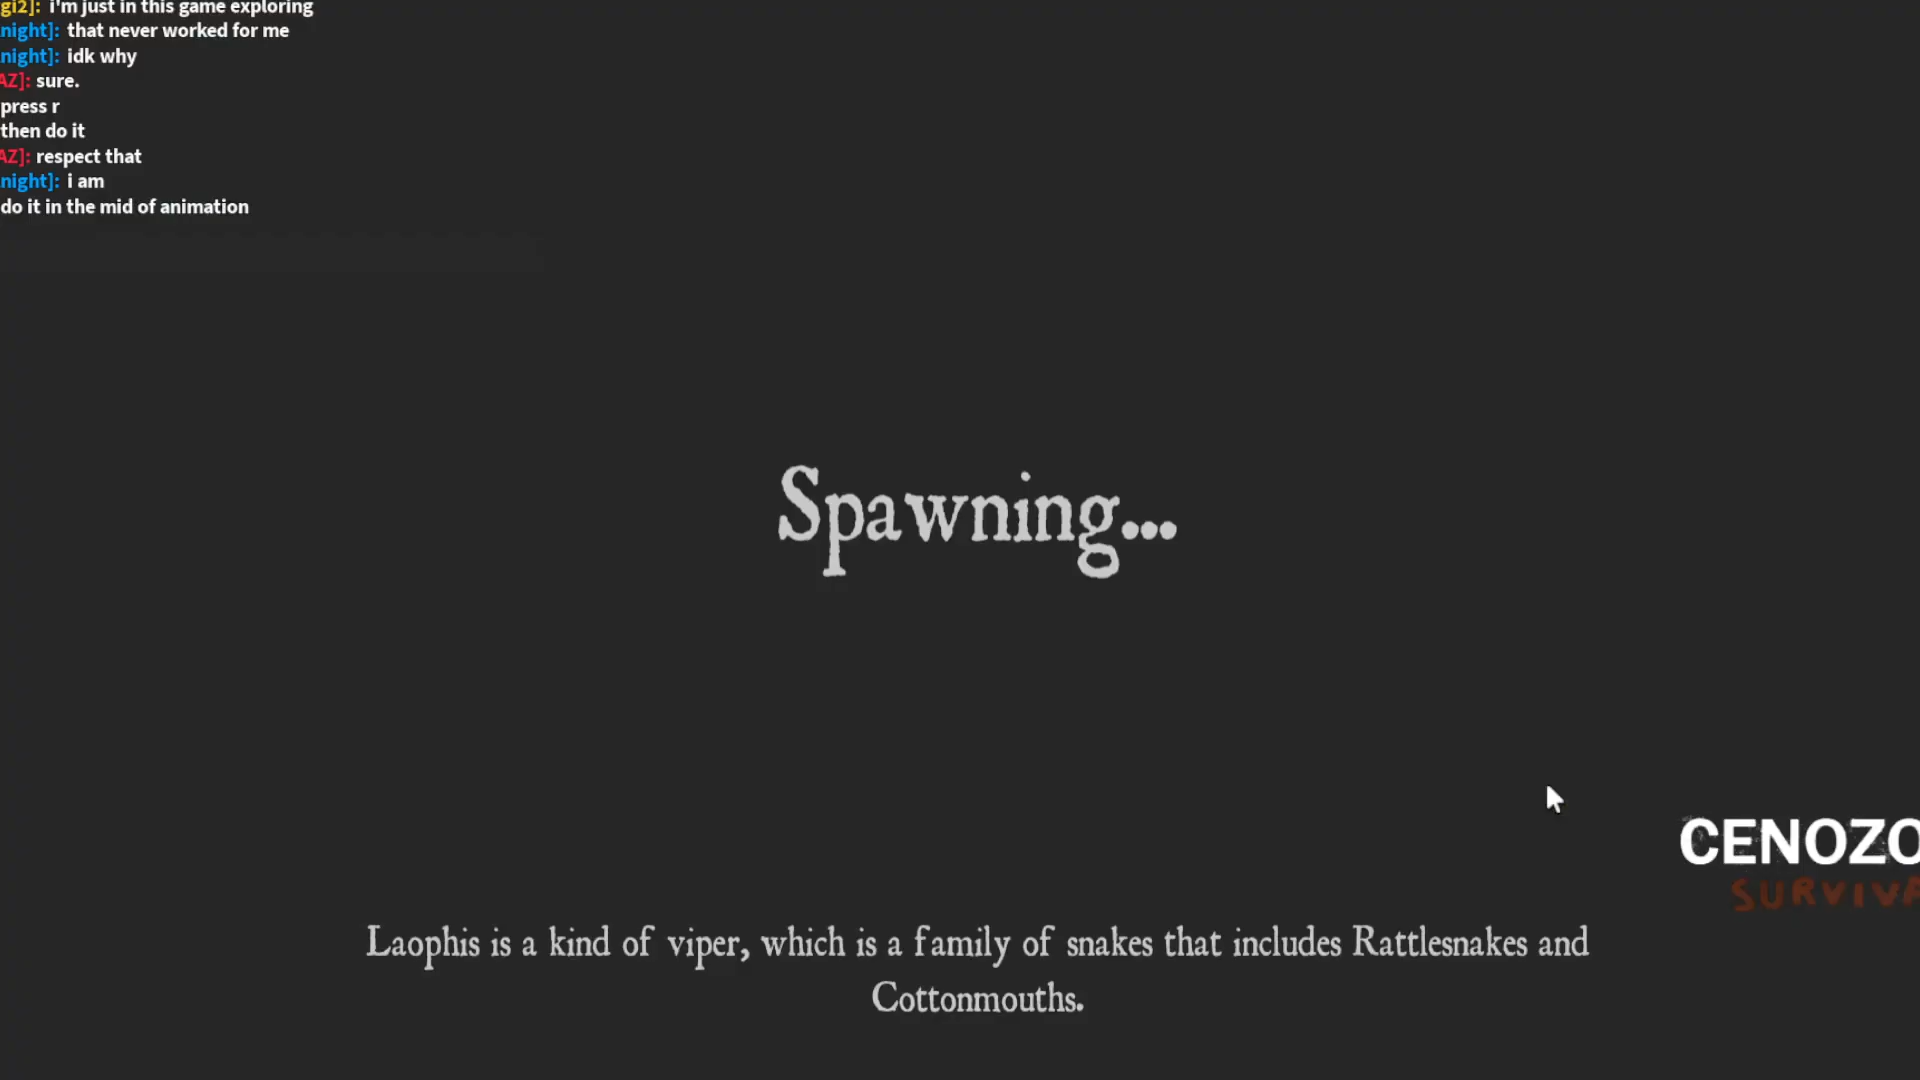 gi2]: i'm just in this game exploring
night]: that never worked for me
night]: idk why
AZ]: sure.
press r
then do it
AZ]: respect that
night]: i am
do it in the mid of animation
Spawning...
CENOZO
SURVIVA
Laophis is a kind of viper, which is a family of snakes that includes Rattlesnakes and
Cottonmouths.